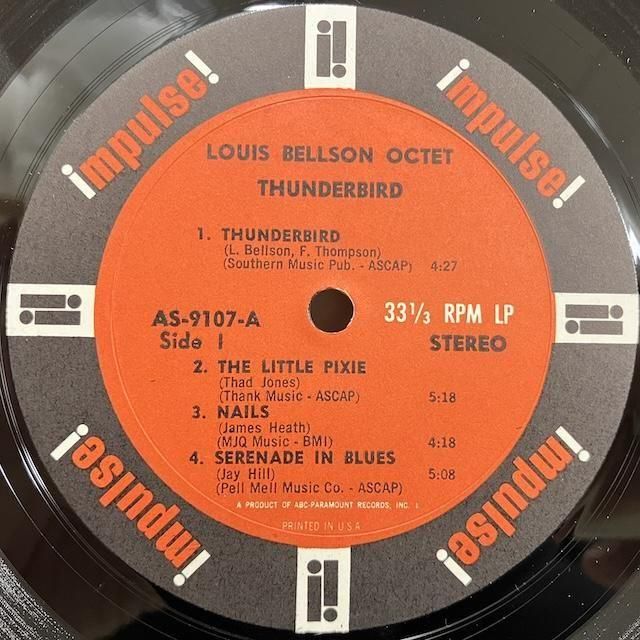 impulse!
impulse!
LOUIS BELLSON OCTET
THUNDERBIRD
1. THUNDERBIRD
(L. Bellson, F. Thompson)
(Southern Music Pub. - ASCAP) 4:27
AS-9107-A 33 1/3 RPM LP
Side 1 STEREO
2. THE LITTLE PIXIE
(Thad Jones)
(Thank Music - ASCAP) 5:18
3. NAILS
(James Heath)
(MJQ Music - BMI) 4:18
4. SERENADE IN BLUES
(Jay Hill) 5:08
(Pell Mell Music Co. - ASCAP)
A PRODUCT OF ABC-PARAMOUNT RECORDS, INC. 1
PRINTED IN U.S.A
impulse!
impulse!